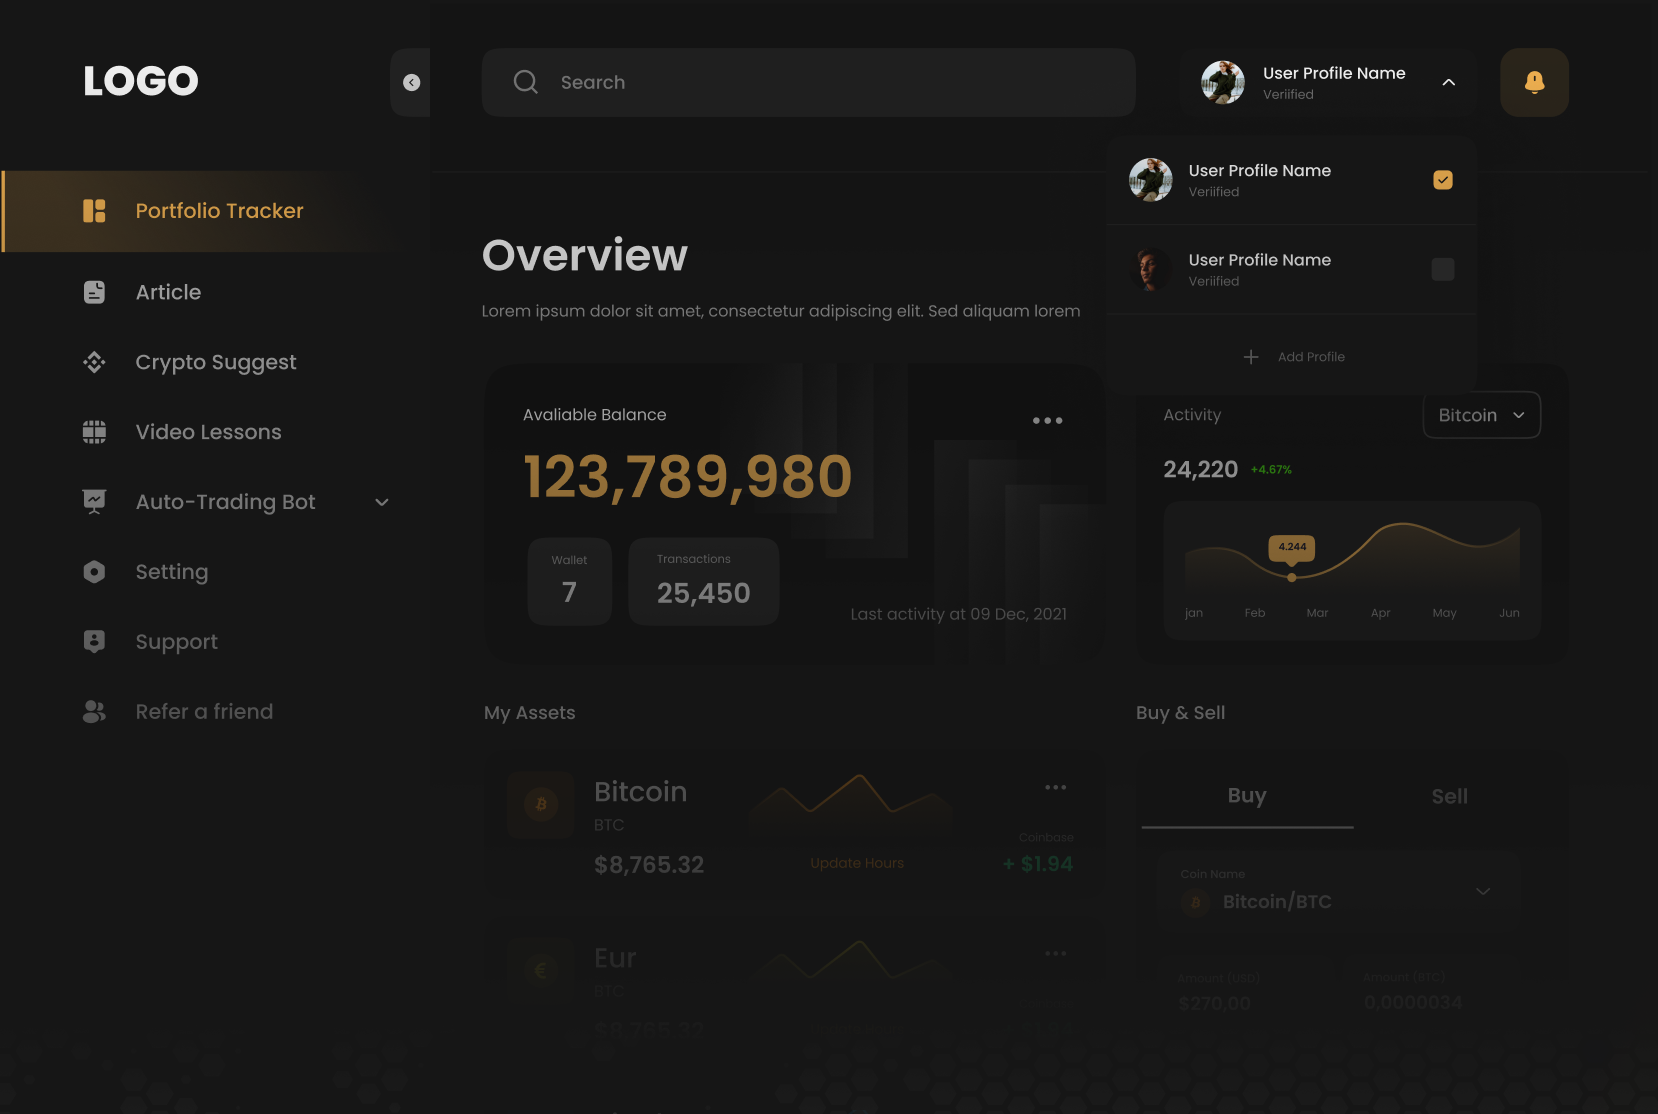 LOGO
Search
User Profile Name
Veriified
Portfolio Tracker
Article
Crypto Suggest
Video Lessons
Auto-Trading Bot
Setting
Support
Refer a friend
User Profile Name
Veriified
User Profile Name
Veriified
Add Profile
Overview
Lorem ipsum dolor sit amet, consectetur adipiscing elit. Sed aliquam lorem
Avaliable Balance
123,789,980
Wallet
7
Transactions
25,450
Last activity at 09 Dec, 2021
Activity
Bitcoin
24,220
+4.67%
4.244
jan Feb Mar Apr May Jun
My Assets
Bitcoin
BTC
$8,765.32
Update Hours
Coinbase
+ $1.94
Eur
BTC
$8,765.32
Buy & Sell
Buy
Sell
Coin Name
Bitcoin/BTC
Amount (USD)
$270,00
Amount (BTC)
0,0000034